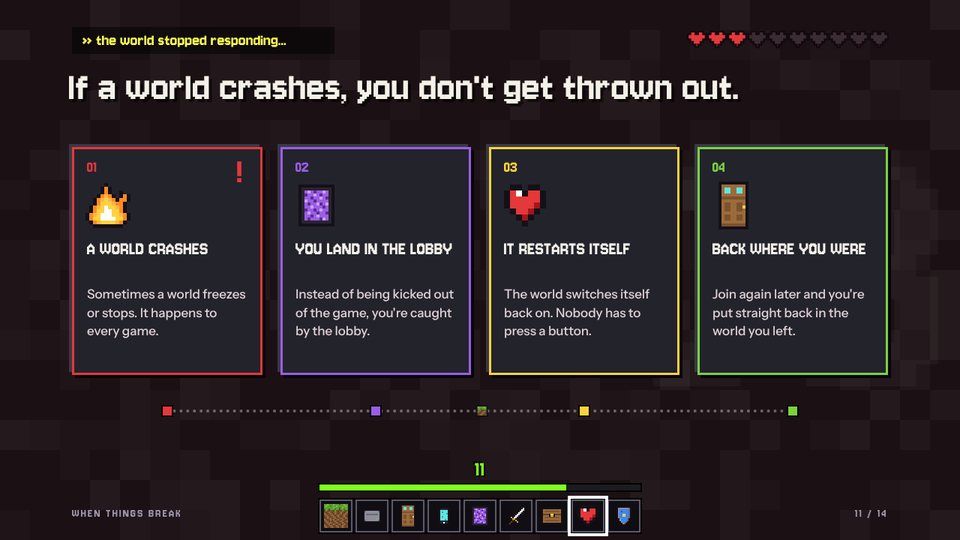 >> the world stopped responding...
If a world crashes, you don't get thrown out.
01
!
A WORLD CRASHES
Sometimes a world freezes
or stops. It happens to
every game.
02
YOU LAND IN THE LOBBY
Instead of being kicked out
of the game, you're caught
by the lobby.
03
IT RESTARTS ITSELF
The world switches itself
back on. Nobody has to
press a button.
04
BACK WHERE YOU WERE
Join again later and you're
put straight back in the
world you left.
11
WHEN THINGS BREAK
11 / 14